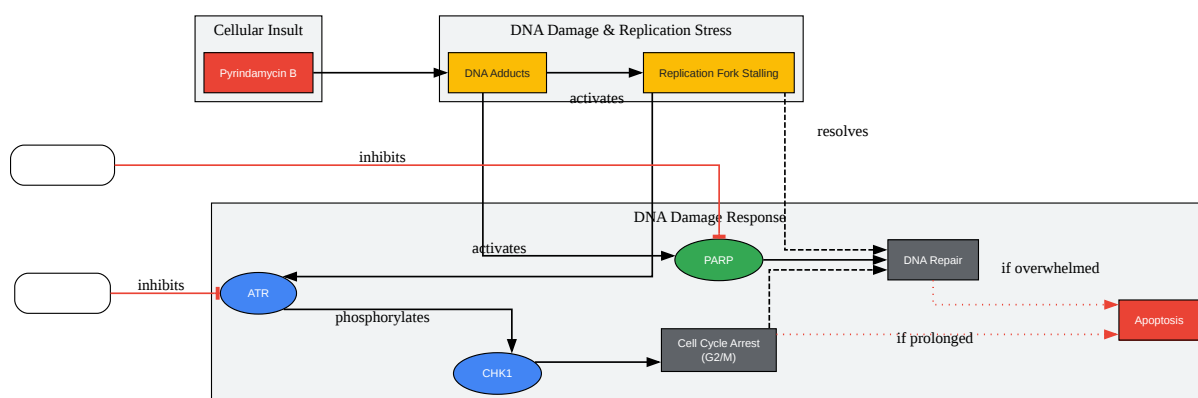 Cellular Insult
DNA Damage & Replication Stress
Pyrindamycin B
DNA Adducts
Replication Fork Stalling
activates
resolves
inhibits
DNA Damage Response
activates
PARP
DNA Repair
if overwhelmed
inhibits
ATR
phosphorylates
Apoptosis
Cell Cycle Arrest
(G2/M)
if prolonged
CHK1